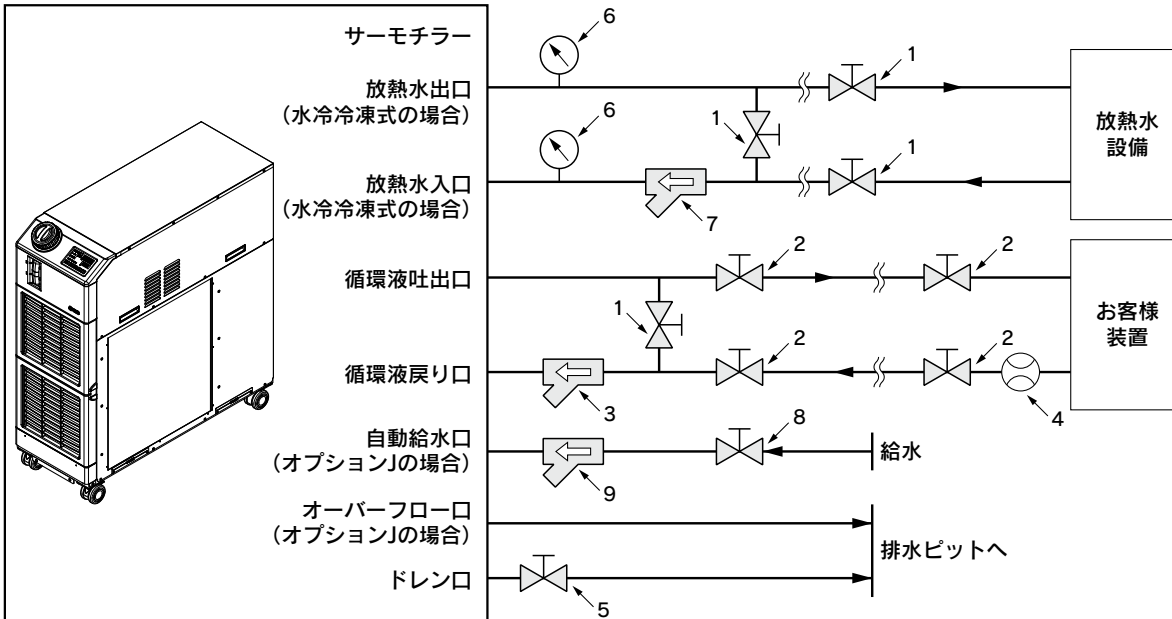 サーモチラー
放熱水出口
(水冷冷凍式の場合)
放熱水入口
(水冷冷凍式の場合)
循環液吐出口
循環液戻り口
自動給水口
(オプションJの場合)
オーバーフロー口
(オプションJの場合)
ドレン口
6
1
1
6
1
7
放熱水
設備
2
2
1
2
2
3
4
お客様
装置
8
9
給水
5
排水ピットへ